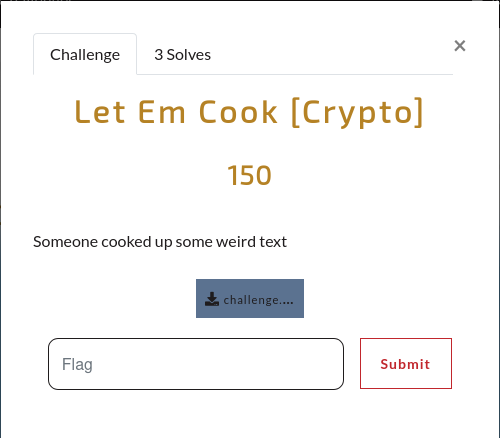 Challenge
3 Solves
×
Let Em Cook [Crypto]
150
Someone cooked up some weird text
challenge....
Flag
Submit